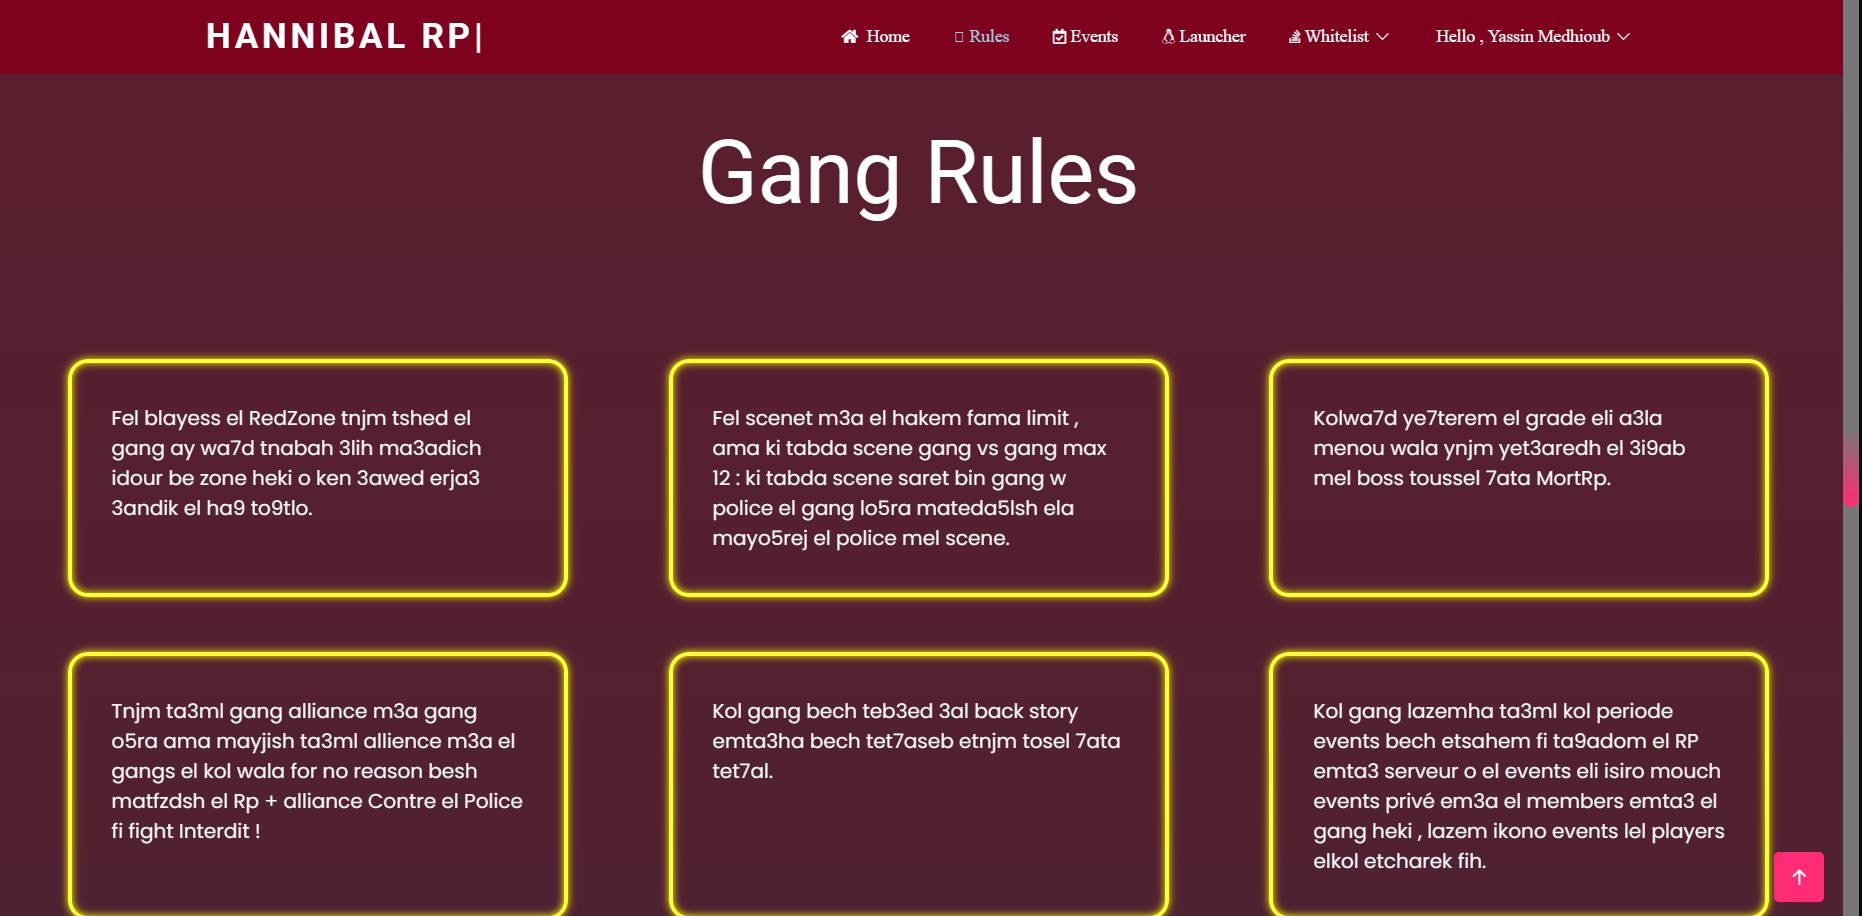 HANNIBAL RP|
Home
Rules
Events
Launcher
Whitelist
Hello , Yassin Medhioub
Gang Rules
Fel blayess el RedZone tnjm tshed el
gang ay wa7d tnabah 3lih ma3adich
idour be zone heki o ken 3awed erja3
3andik el ha9 to9tlo.
Fel scenet m3a el hakem fama limit ,
ama ki tabda scene gang vs gang max
12 : ki tabda scene saret bin gang w
police el gang lo5ra mateda5lsh ela
mayo5rej el police mel scene.
Kolwa7d ye7terem el grade eli a3la
menou wala ynjm yet3aredh el 3i9ab
mel boss toussel 7ata MortRp.
Tnjm ta3ml gang alliance m3a gang
o5ra ama mayjish ta3ml allience m3a el
gangs el kol wala for no reason besh
matfzdsh el Rp + alliance Contre el Police
fi fight Interdit !
Kol gang bech teb3ed 3al back story
emta3ha bech tet7aseb etnjm tosel 7ata
tet7al.
Kol gang lazemha ta3ml kol periode
events bech etsahem fi ta9adom el RP
emta3 serveur o el events eli isiro mouch
events privé em3a el members emta3 el
gang heki , lazem ikono events lel players
elkol etcharek fih.